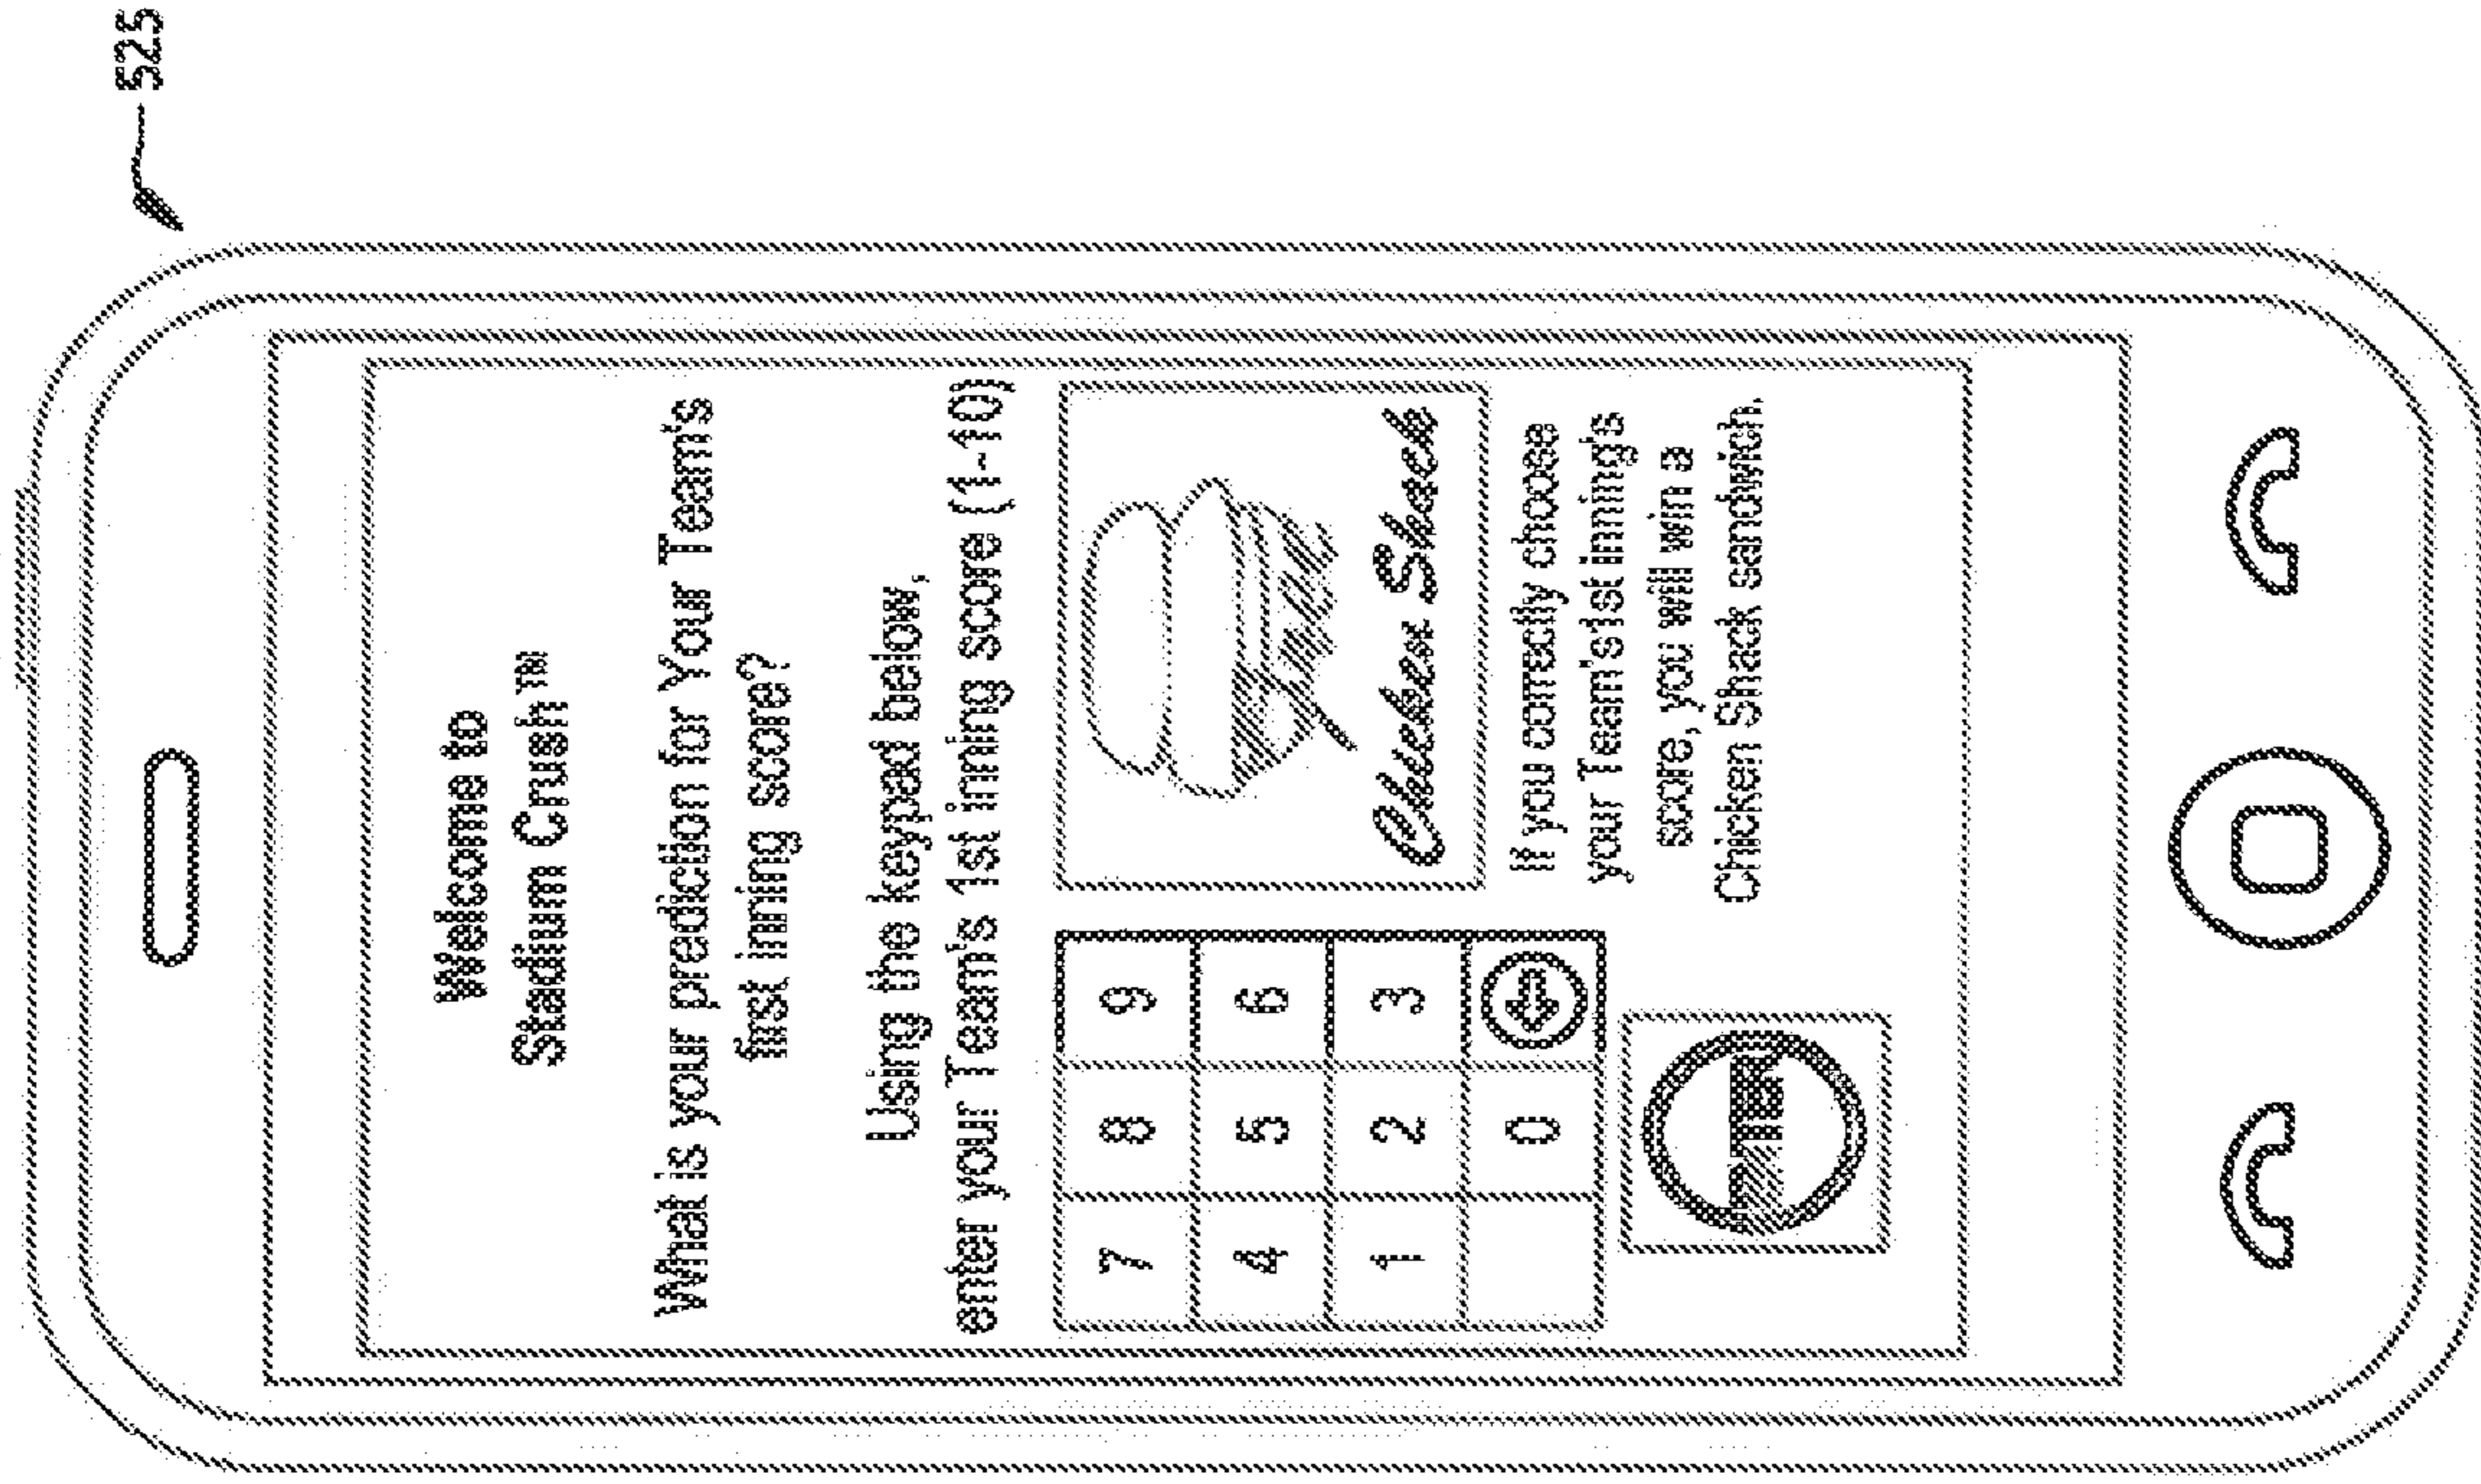 525
Welcome to
Stadium Crush™
What is your prediction for Your Team's
first inning score?
Using the keypad below,
enter your Team's 1st inning score (1-10)
7 8 9
4 5 6
1 2 3
0
Chicken Shack
If you correctly choose
your Team's1st inning's
score, you will win a
Chicken Shack sandwich.